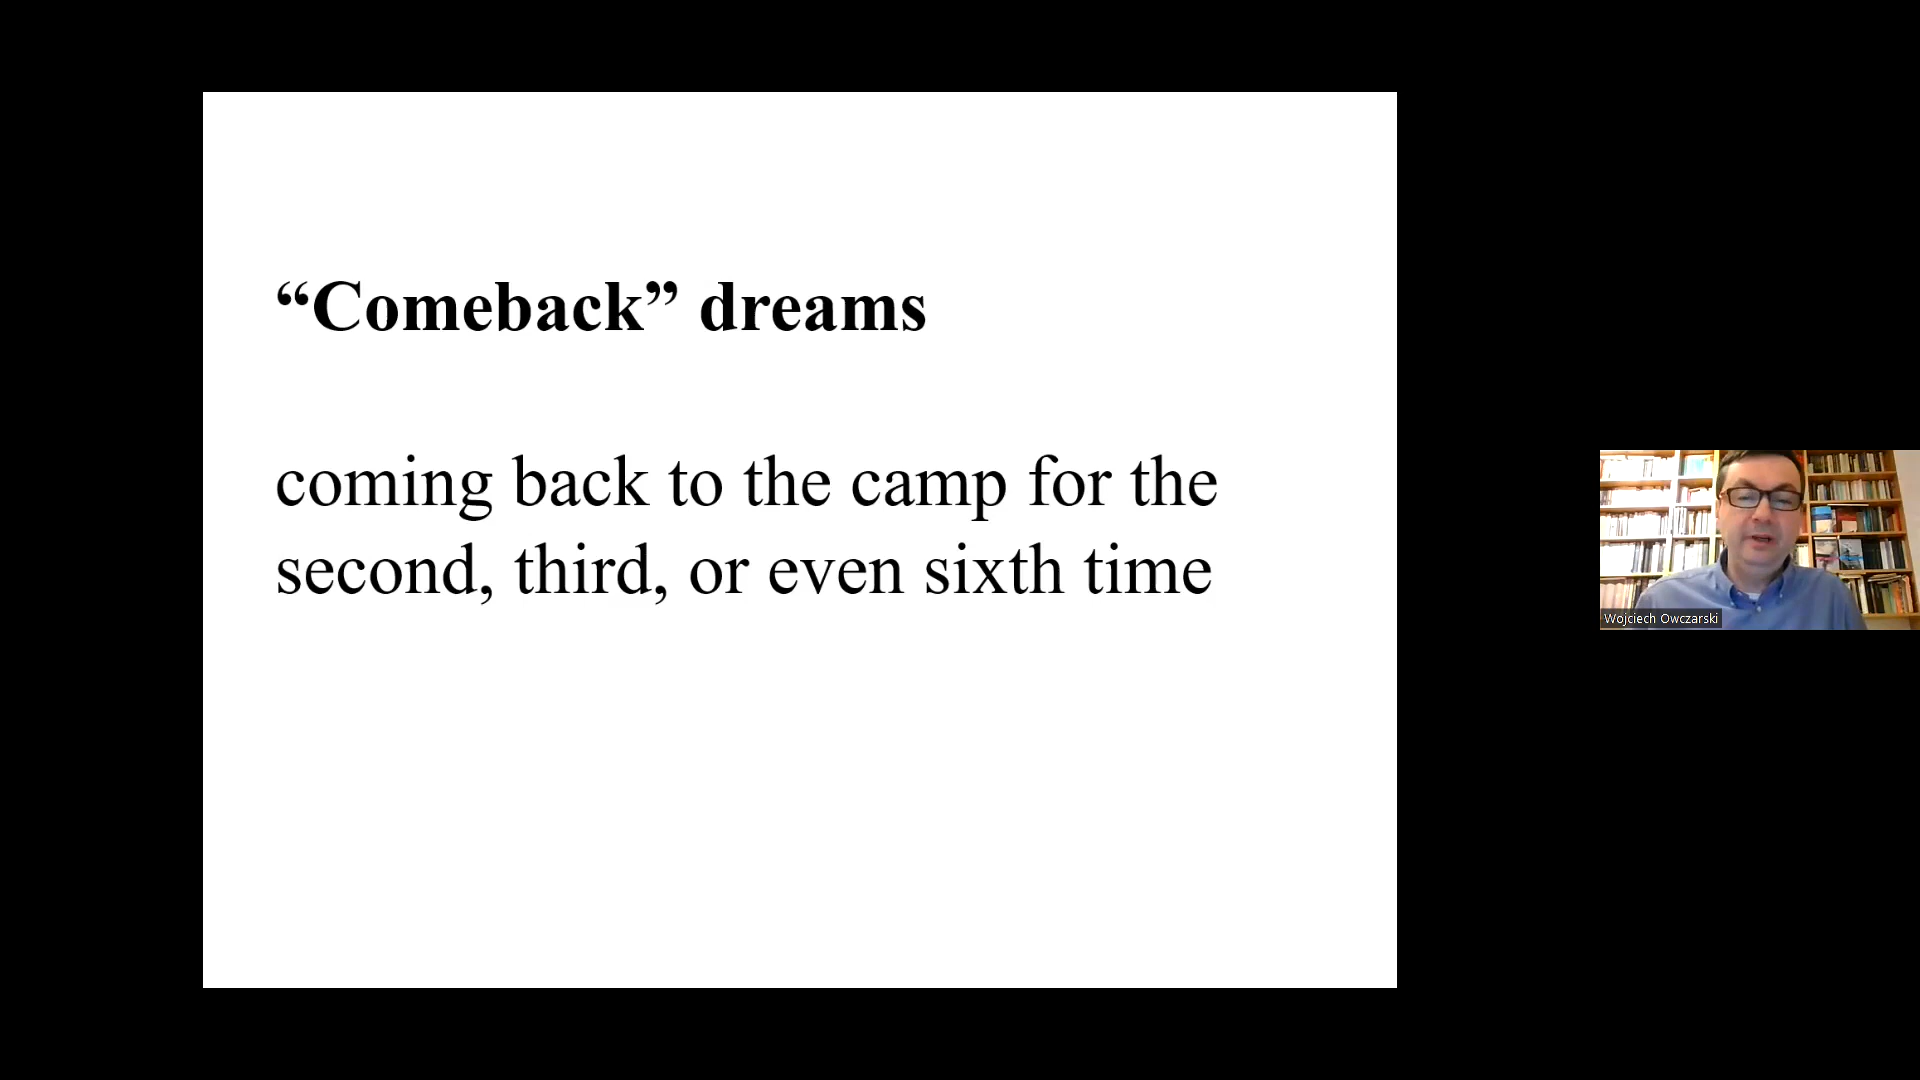 “Comeback” dreams
coming back to the camp for the
second, third, or even sixth time
Wojciech Owczarski